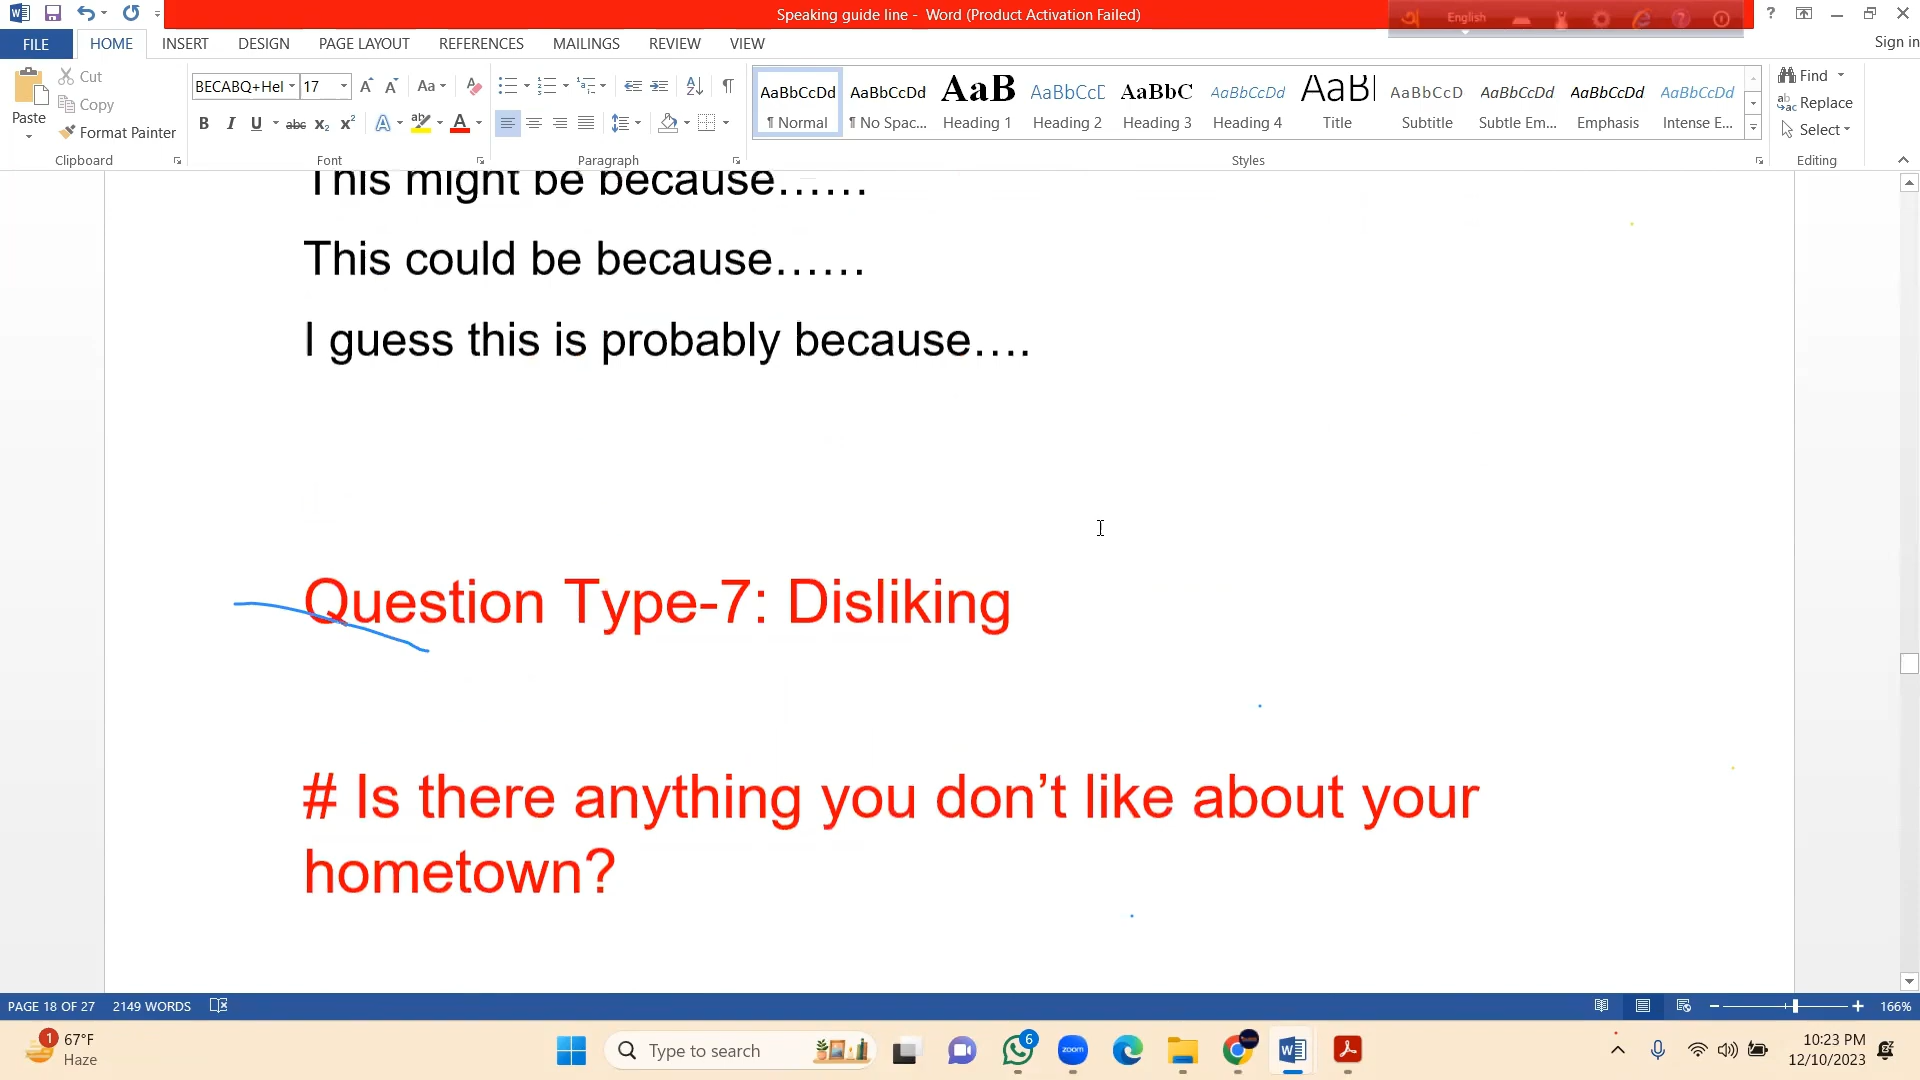 Speaking guide line - Word (Product Activation Failed)
English
?
FILE HOME INSERT DESIGN PAGE LAYOUT REFERENCES MAILINGS REVIEW VIEW Sign in
Paste
Cut
Copy
Format Painter
Clipboard
BECABQ+Hel 17
Font
Paragraph
AaBbCcDd AaBbCcDd AaB AaBbCcD AaBbC AaBbCcDd AaBl AaBbCcD AaBbCcDd AaBbCcDd AaBbCcDd
¶ Normal ¶ No Spac... Heading 1 Heading 2 Heading 3 Heading 4 Title Subtitle Subtle Em... Emphasis Intense E...
Styles
Find
Replace
Select
Editing
This might be because……
This could be because……
I guess this is probably because….
Question Type-7: Disliking
# Is there anything you don’t like about your
hometown?
PAGE 18 OF 27 2149 WORDS 166%
1 67°F
Haze
Type to search
6
zoom
10:23 PM
12/10/2023